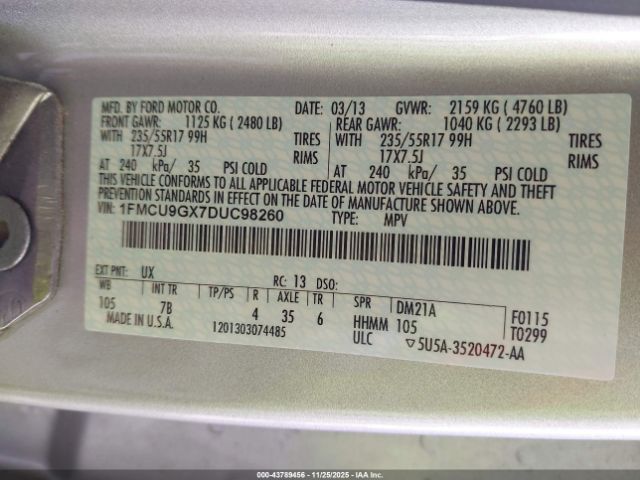 MFD. BY FORD MOTOR CO.
DATE: 03/13 GVWR: 2159 KG ( 4760 LB)
FRONT GAWR: 1125 KG ( 2480 LB) REAR GAWR: 1040 KG ( 2293 LB)
WITH 235/55R17 99H TIRES WITH 235/55R17 99H TIRES
17X7.5J RIMS 17X7.5J RIMS
AT 240 kPa/ 35 PSI COLD AT 240 kPa/ 35 PSI COLD
THIS VEHICLE CONFORMS TO ALL APPLICABLE FEDERAL MOTOR VEHICLE SAFETY AND THEFT
PREVENTION STANDARDS IN EFFECT ON THE DATE OF MANUFACTURE SHOWN ABOVE.
VIN: 1FMCU9GX7DUC98260 TYPE: MPV
EXT PNT: UX RC: 13 DSO:
WB INT TR TP/PS R AXLE TR SPR DM21A F0115
105 7B 4 35 6 HHMM 105 T0299
MADE IN U.S.A. 1201303074485 ULC ▽5U5A-3520472-AA
000-43789456 - 11/25/2025 - IAAI.COM